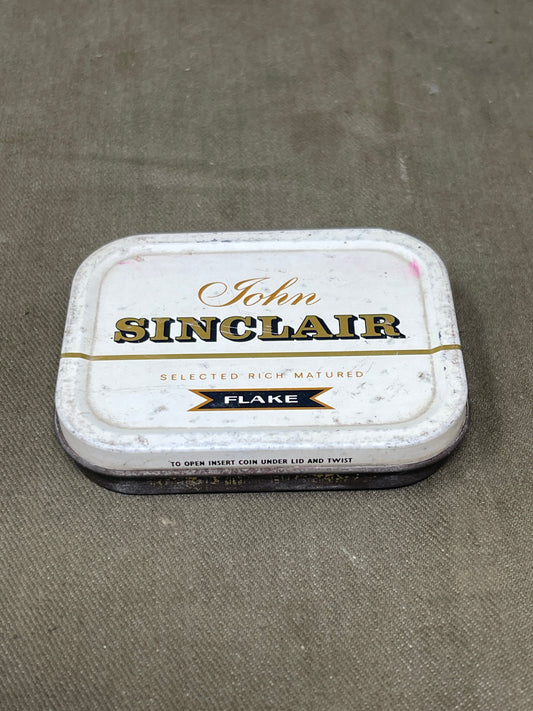 John
SINCLAIR
SELECTED RICH MATURED
FLAKE
TO OPEN INSERT COIN UNDER LID AND TWIST